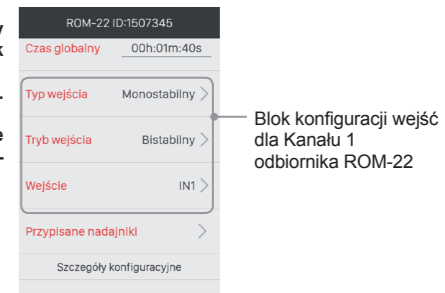 ROM-22 ID:1507345
Czas globalny 00h:01m:40s
Typ wejścia Monostabilny
Tryb wejścia Bistabilny
Wejście IN1
Przypisane nadajniki
Szczegóły konfiguracyjne
Blok konfiguracji wejść
dla Kanału 1
odbiornika ROM-22